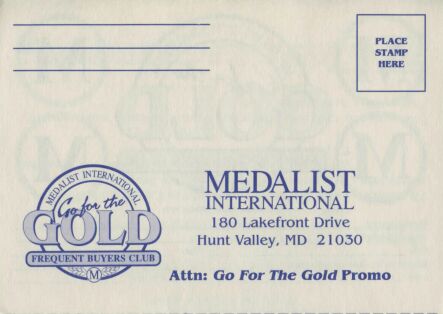 PLACE
STAMP
HERE
MEDALIST INTERNATIONAL
Go for the
GOLD
FREQUENT BUYERS CLUB
M
MEDALIST
INTERNATIONAL
180 Lakefront Drive
Hunt Valley, MD 21030
Attn: Go For The Gold Promo